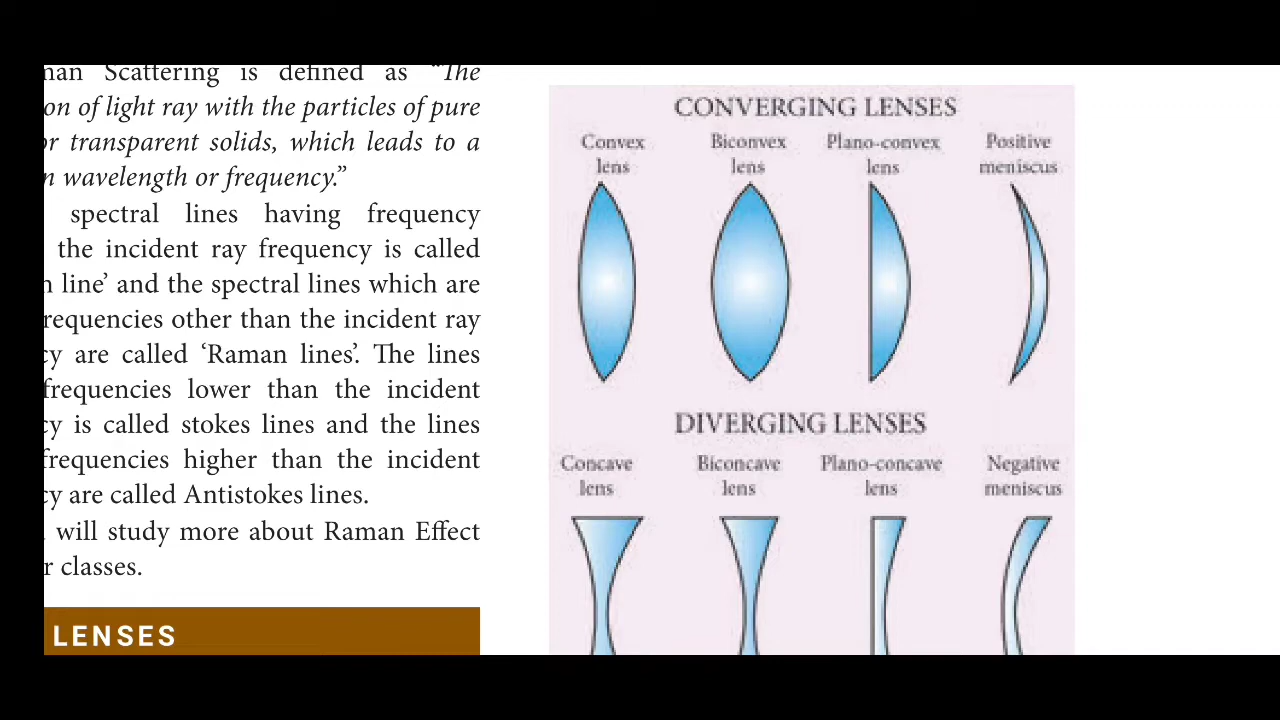 man Scattering is defined as “The
on of light ray with the particles of pure
or transparent solids, which leads to a
n wavelength or frequency.”
spectral lines having frequency
the incident ray frequency is called
h line’ and the spectral lines which are
requencies other than the incident ray
cy are called ‘Raman lines’. The lines
frequencies lower than the incident
cy is called stokes lines and the lines
frequencies higher than the incident
cy are called Antistokes lines.
will study more about Raman Effect
r classes.
LENSES
CONVERGING LENSES
Convex lens
Biconvex lens
Plano-convex lens
Positive meniscus
DIVERGING LENSES
Concave lens
Biconcave lens
Plano-concave lens
Negative meniscus